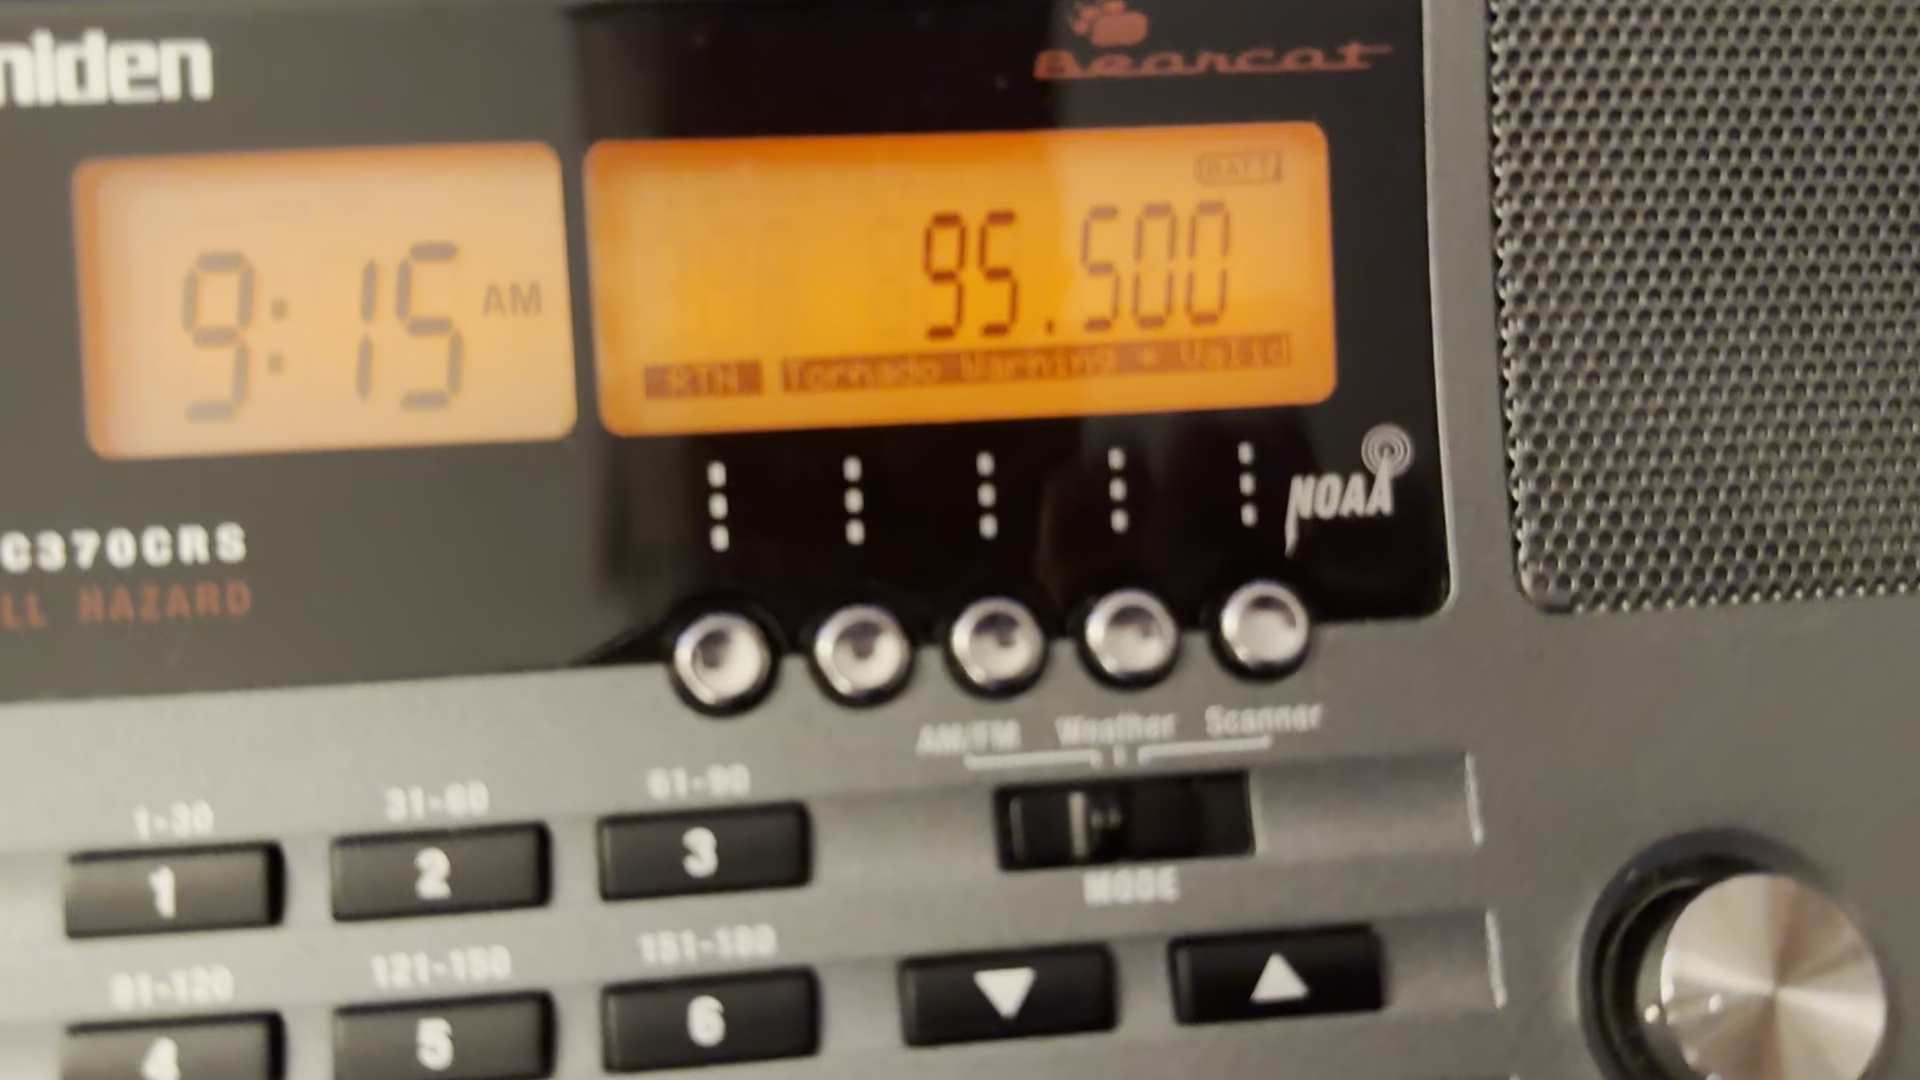 niden
Bearcat
BATT
9:15 AM
95.500
RTN Tornado Warning * Valid
NOAA
C370CRS
LL HAZARD
AM/FM Weather Scanner
1-30 31-60 61-90
1 2 3
MODE
91-120 121-150 151-180
4 5 6